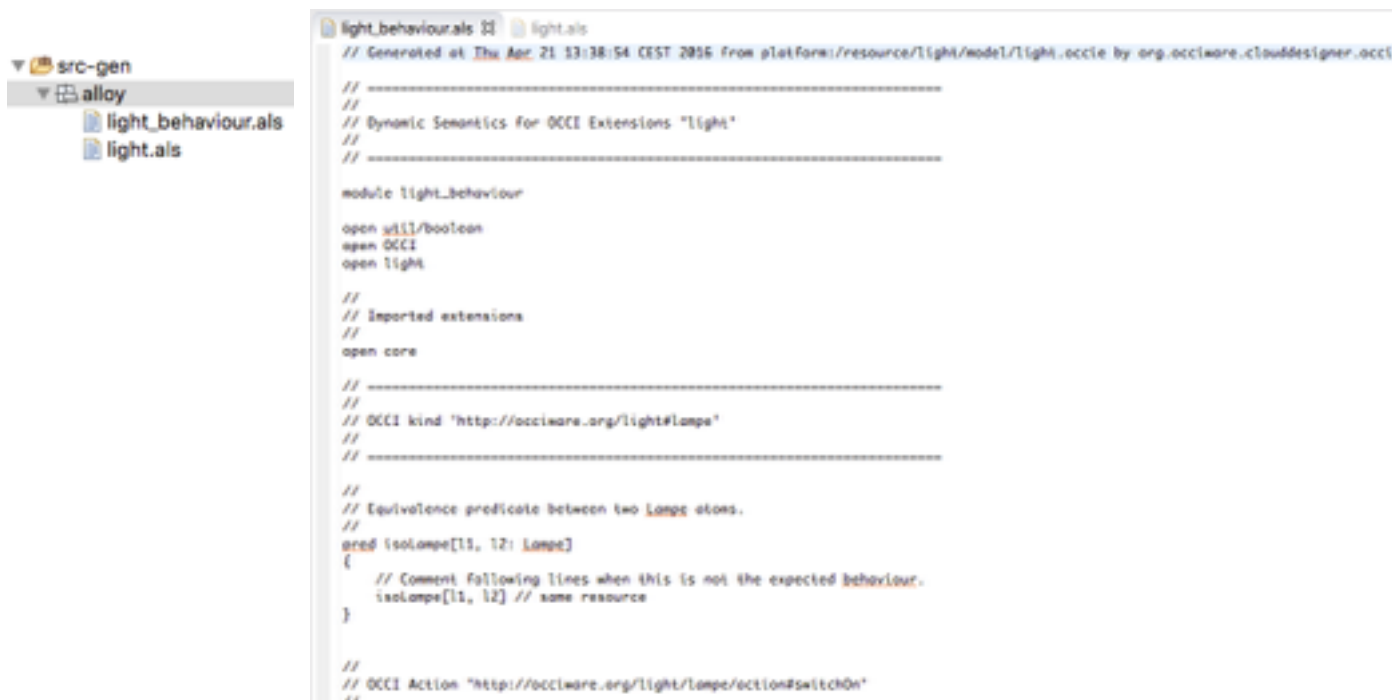 src-gen
alloy
light_behaviour.als
light.als
light_behaviour.als
light.als
// Generated at Thu Apr 21 13:38:54 CEST 2016 from platform:/resource/light/model/light.occie by org.occiware.clouddesigner.occi
// ======================================================================
//
// Dynamic Semantics for OCCI Extensions "light"
//
// ======================================================================
module light_behaviour
open util/boolean
open OCCI
open light
//
// Imported extensions
//
open core
// ======================================================================
//
// OCCI kind "http://occiware.org/light#lampe"
//
// ======================================================================
//
// Equivalence predicate between two Lampe atoms.
//
pred isoLampe[l1, l2: Lampe]
{
// Comment following lines when this is not the expected behaviour.
isoLampe[l1, l2] // same resource
}
//
// OCCI Action "http://occiware.org/light/lampe/action#switchOn"
//